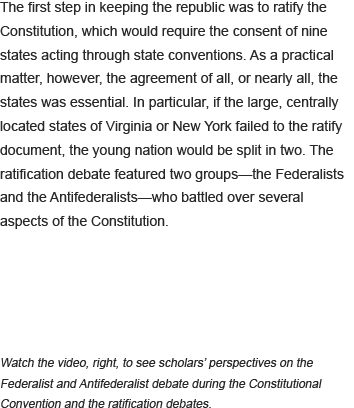 The first step in keeping the republic was to ratify the
Constitution, which would require the consent of nine
states acting through state conventions. As a practical
matter, however, the agreement of all, or nearly all, the
states was essential. In particular, if the large, centrally
located states of Virginia or New York failed to the ratify
document, the young nation would be split in two. The
ratification debate featured two groups—the Federalists
and the Antifederalists—who battled over several
aspects of the Constitution.
Watch the video, right, to see scholars’ perspectives on the
Federalist and Antifederalist debate during the Constitutional
Convention and the ratification debates.